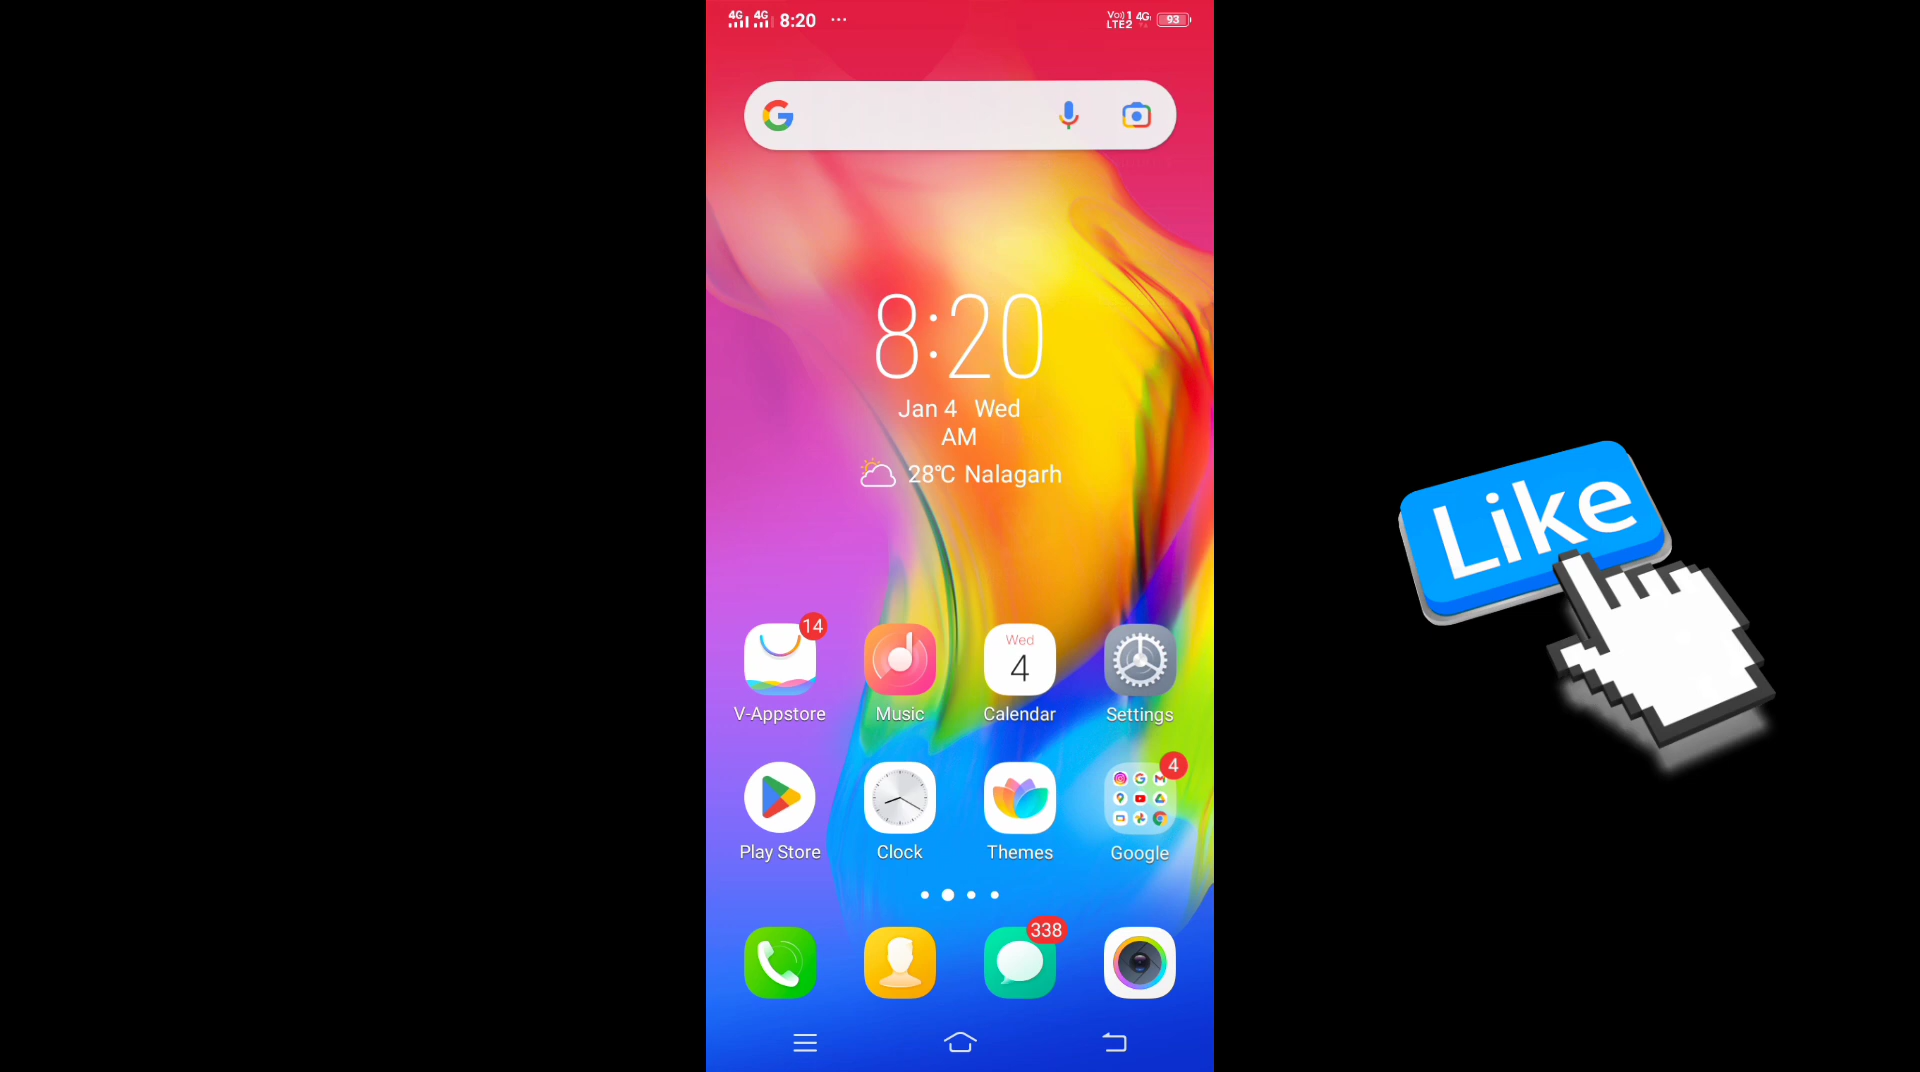 4G 4G 8:20 ...
Vo) 1 4G
LTE2
93
8:20
Jan 4 Wed
AM
28°C Nalagarh
Like
14
Wed
4
V-Appstore Music Calendar Settings
4
Play Store Clock Themes Google
338